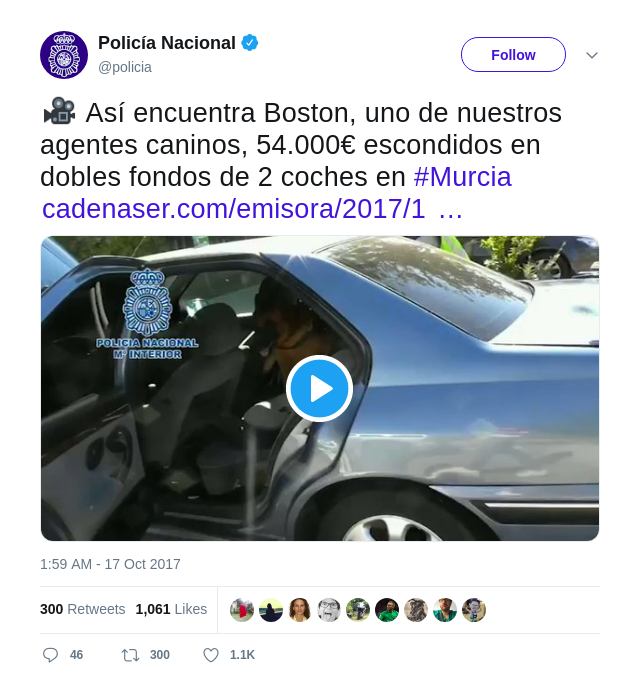 Policía Nacional
@policia
Follow
Así encuentra Boston, uno de nuestros
agentes caninos, 54.000€ escondidos en
dobles fondos de 2 coches en #Murcia
cadenaser.com/emisora/2017/1 …
POLICÍA NACIONAL
Mº INTERIOR
1:59 AM - 17 Oct 2017
300 Retweets 1,061 Likes
46 300 1.1K